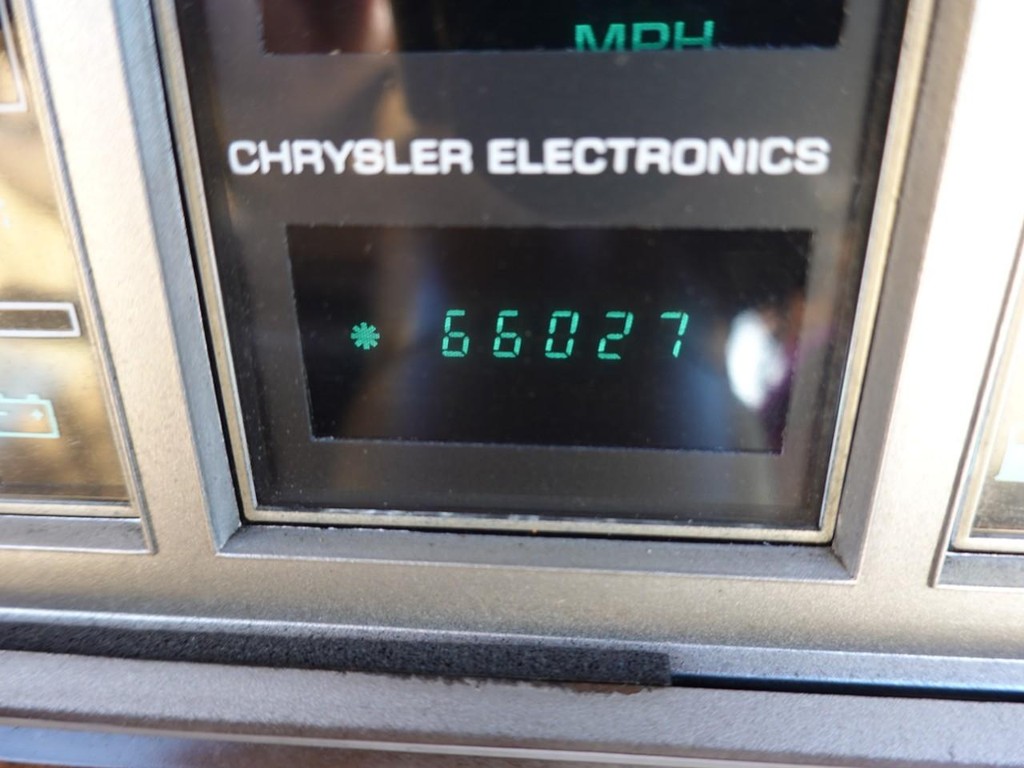 MPH
CHRYSLER ELECTRONICS
* 66027